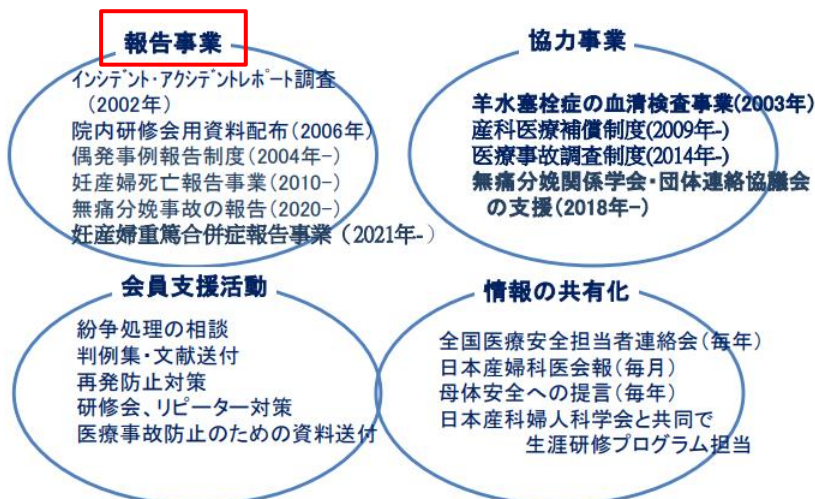 報告事業
インシデント・アクシデントレポート調査
（2002年）
院内研修会用資料配布（2006年）
偶発事例報告制度（2004年-）
妊産婦死亡報告事業（2010-）
無痛分娩事故の報告（2020-）
妊産婦重篤合併症報告事業（2021年-）
協力事業
羊水塞栓症の血清検査事業(2003年)
産科医療補償制度(2009年-)
医療事故調査制度(2014年-)
無痛分娩関係学会・団体連絡協議会
の支援(2018年-)
会員支援活動
紛争処理の相談
判例集・文献送付
再発防止対策
研修会、リピーター対策
医療事故防止のための資料送付
情報の共有化
全国医療安全担当者連絡会（毎年）
日本産婦科医会報（毎月）
母体安全への提言（毎年）
日本産科婦人科学会と共同で
生涯研修プログラム担当